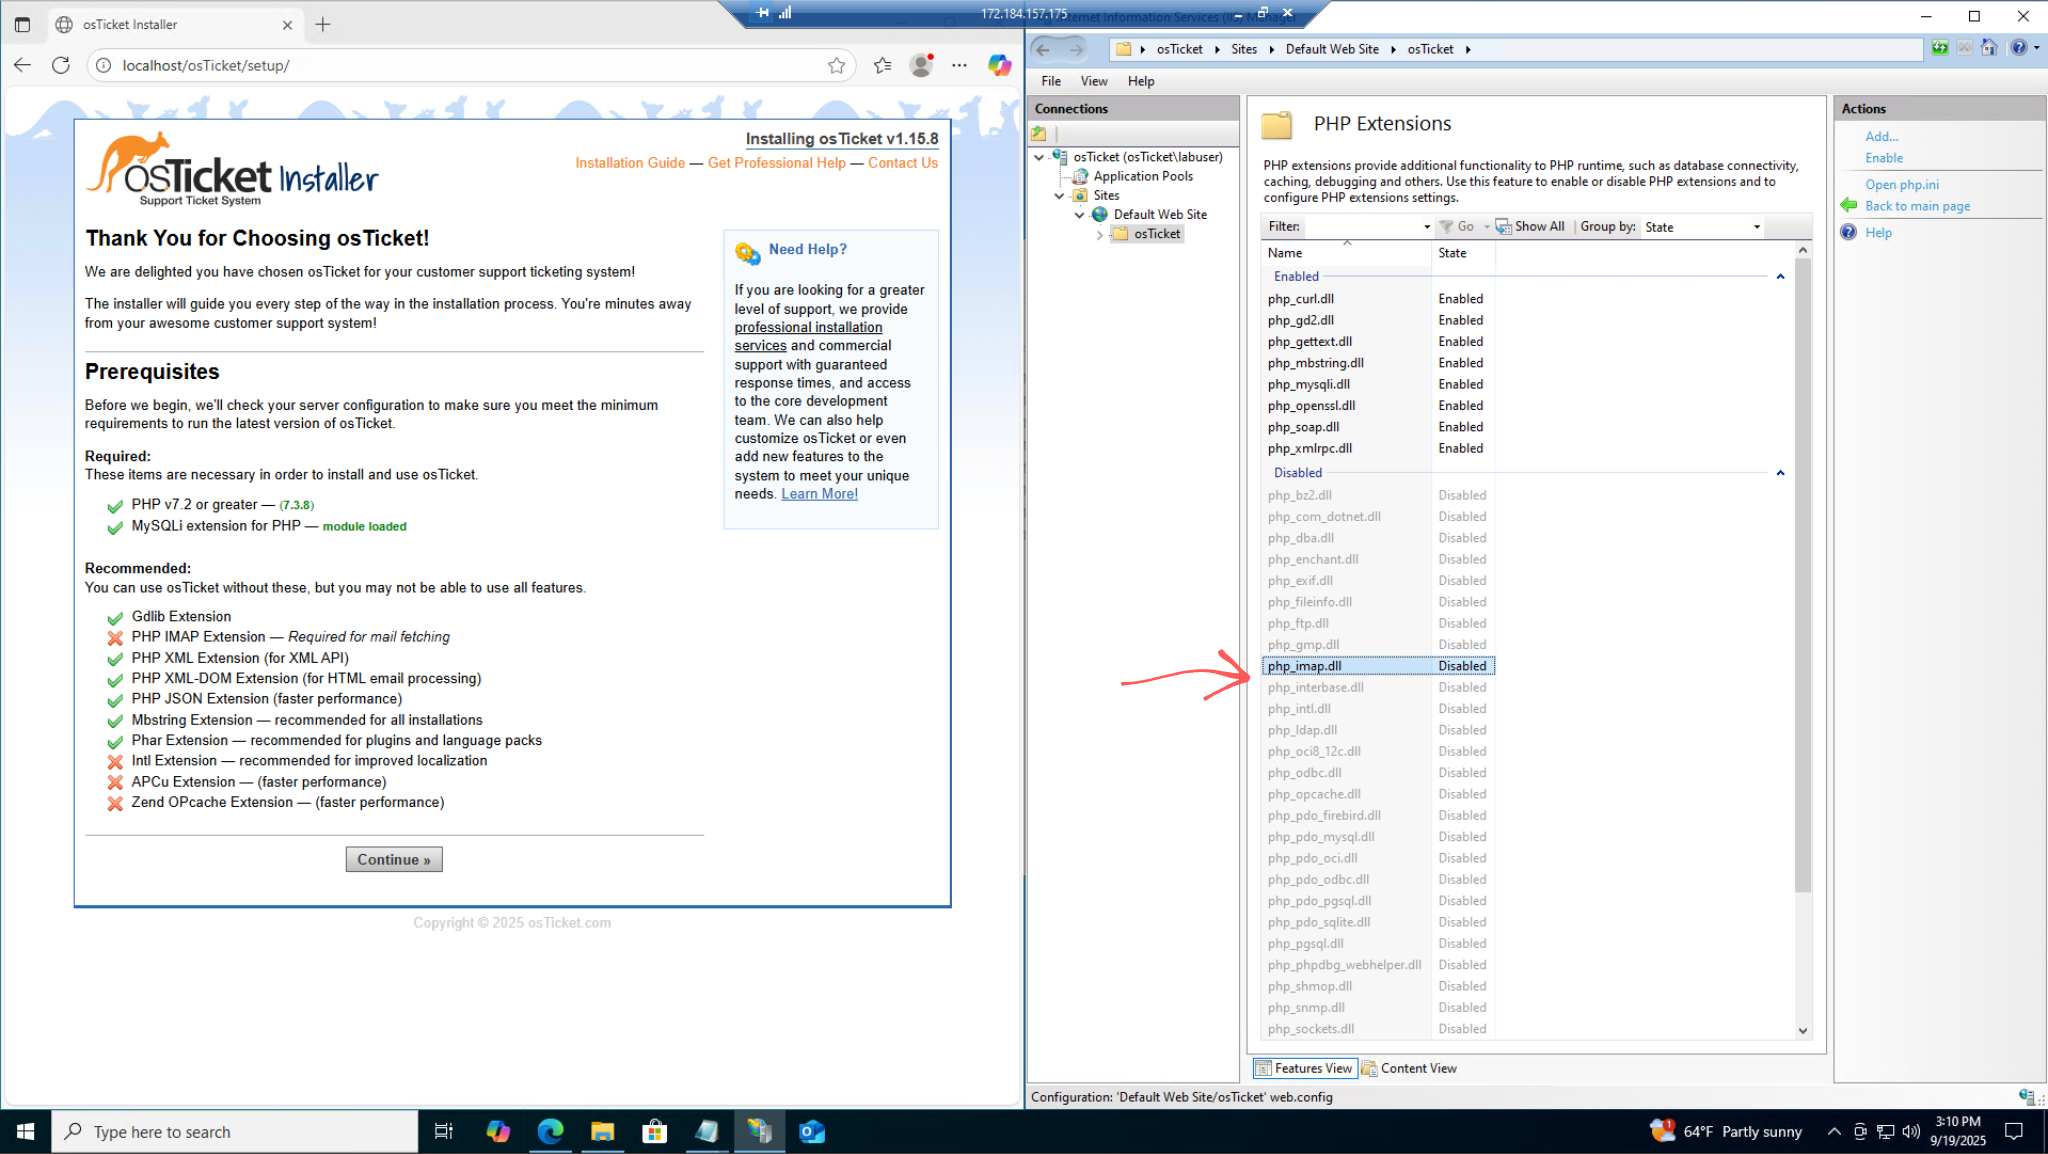 osTicket Installer
172.184.157.175
Internet Information Services (IIS) Manager
localhost/osTicket/setup/
osTicket
Sites
Default Web Site
osTicket
File
View
Help
osTicket Installer
Support Ticket System
Installing osTicket v1.15.8
Installation Guide — Get Professional Help — Contact Us
Thank You for Choosing osTicket!
We are delighted you have chosen osTicket for your customer support ticketing system!
The installer will guide you every step of the way in the installation process. You're minutes away
from your awesome customer support system!
Prerequisites
Before we begin, we'll check your server configuration to make sure you meet the minimum
requirements to run the latest version of osTicket.
Required:
These items are necessary in order to install and use osTicket.
PHP v7.2 or greater — (7.3.8)
MySQLi extension for PHP — module loaded
Recommended:
You can use osTicket without these, but you may not be able to use all features.
Gdlib Extension
PHP IMAP Extension — Required for mail fetching
PHP XML Extension (for XML API)
PHP XML-DOM Extension (for HTML email processing)
PHP JSON Extension (faster performance)
Mbstring Extension — recommended for all installations
Phar Extension — recommended for plugins and language packs
Intl Extension — recommended for improved localization
APCu Extension — (faster performance)
Zend OPcache Extension — (faster performance)
Continue »
Need Help?
If you are looking for a greater
level of support, we provide
professional installation
services and commercial
support with guaranteed
response times, and access
to the core development
team. We can also help
customize osTicket or even
add new features to the
system to meet your unique
needs. Learn More!
Copyright © 2025 osTicket.com
Connections
osTicket (osTicket\labuser)
Application Pools
Sites
Default Web Site
osTicket
PHP Extensions
PHP extensions provide additional functionality to PHP runtime, such as database connectivity,
caching, debugging and others. Use this feature to enable or disable PHP extensions and to
configure PHP extensions settings.
Filter:
Go
Show All
Group by:
State
Name
State
Enabled
php_curl.dll Enabled
php_gd2.dll Enabled
php_gettext.dll Enabled
php_mbstring.dll Enabled
php_mysqli.dll Enabled
php_openssl.dll Enabled
php_soap.dll Enabled
php_xmlrpc.dll Enabled
Disabled
php_bz2.dll Disabled
php_com_dotnet.dll Disabled
php_dba.dll Disabled
php_enchant.dll Disabled
php_exif.dll Disabled
php_fileinfo.dll Disabled
php_ftp.dll Disabled
php_gmp.dll Disabled
php_imap.dll Disabled
php_interbase.dll Disabled
php_intl.dll Disabled
php_ldap.dll Disabled
php_oci8_12c.dll Disabled
php_odbc.dll Disabled
php_opcache.dll Disabled
php_pdo_firebird.dll Disabled
php_pdo_mysql.dll Disabled
php_pdo_oci.dll Disabled
php_pdo_odbc.dll Disabled
php_pdo_pgsql.dll Disabled
php_pdo_sqlite.dll Disabled
php_pgsql.dll Disabled
php_phpdbg_webhelper.dll Disabled
php_shmop.dll Disabled
php_snmp.dll Disabled
php_sockets.dll Disabled
Features View
Content View
Actions
Add...
Enable
Open php.ini
Back to main page
Help
Configuration: 'Default Web Site/osTicket' web.config
Type here to search
1
64°F Partly sunny
3:10 PM
9/19/2025